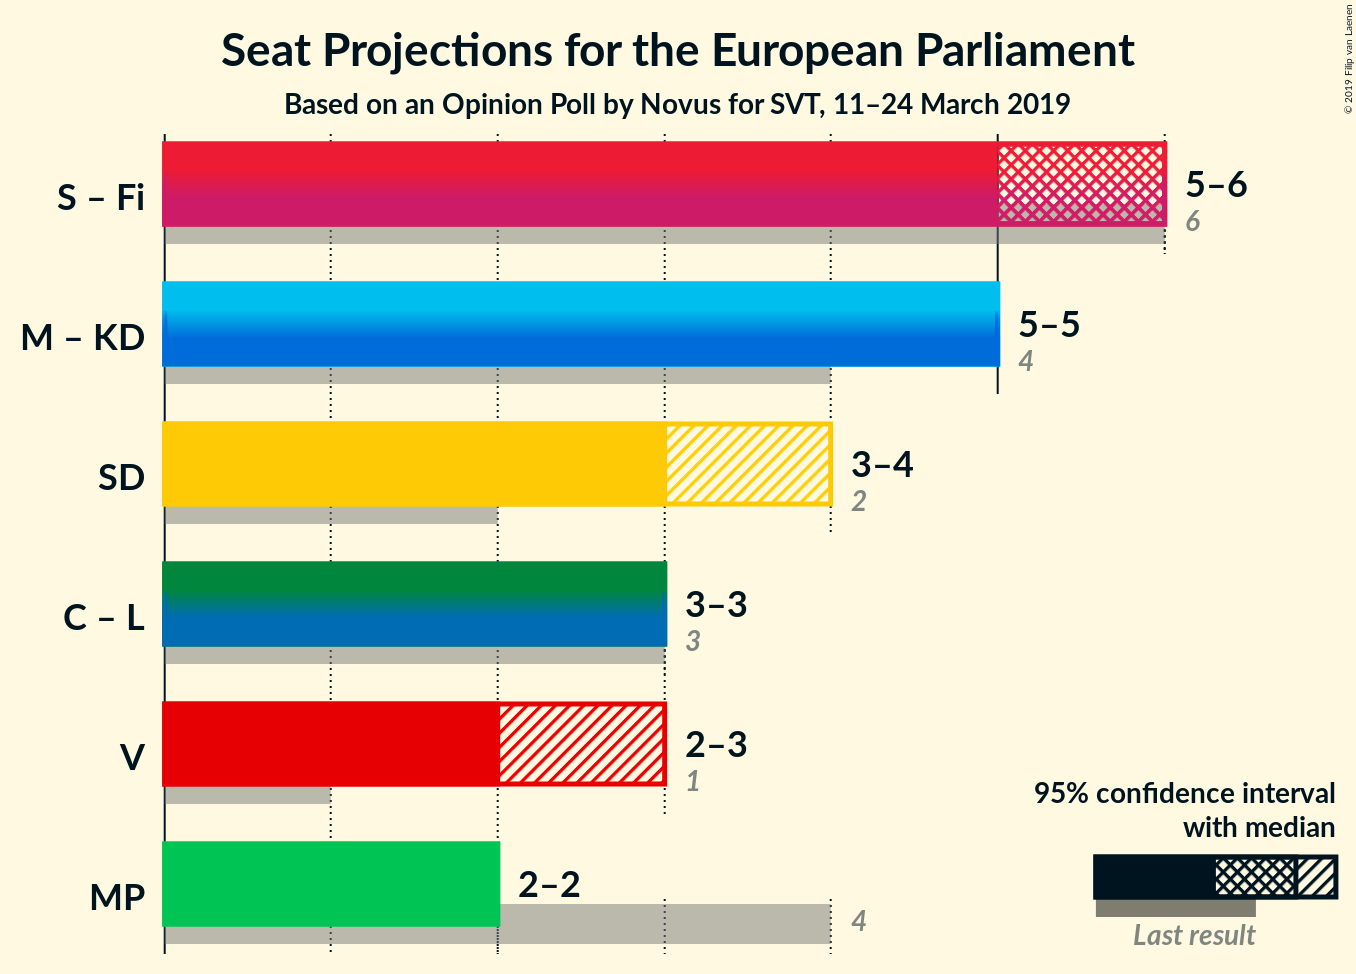 Seat Projections for the European Parliament
Based on an Opinion Poll by Novus for SVT, 11–24 March 2019
© 2019 Filip van Laenen
S – Fi
5–6
6
M – KD
5–5
4
SD
3–4
2
C – L
3–3
3
V
2–3
1
MP
2–2
4
95% confidence interval
with median
Last result